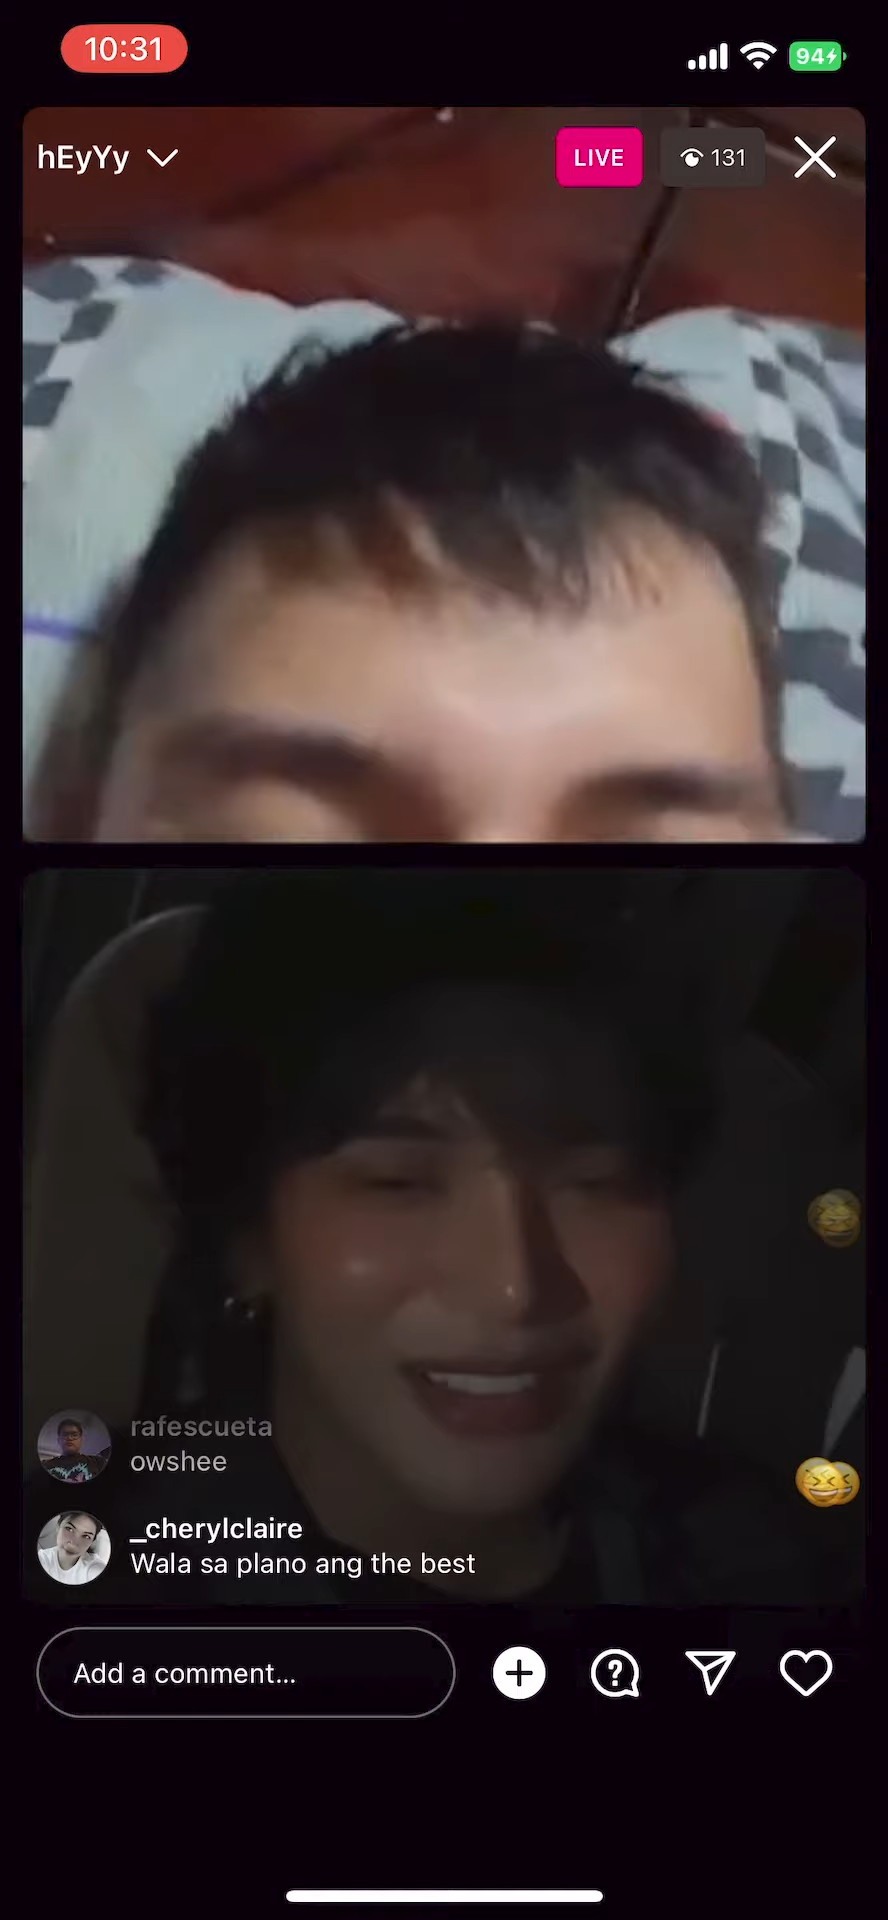 10:31
94
hEyYy
LIVE
131
rafescueta
owshee
_cherylclaire
Wala sa plano ang the best
Add a comment...